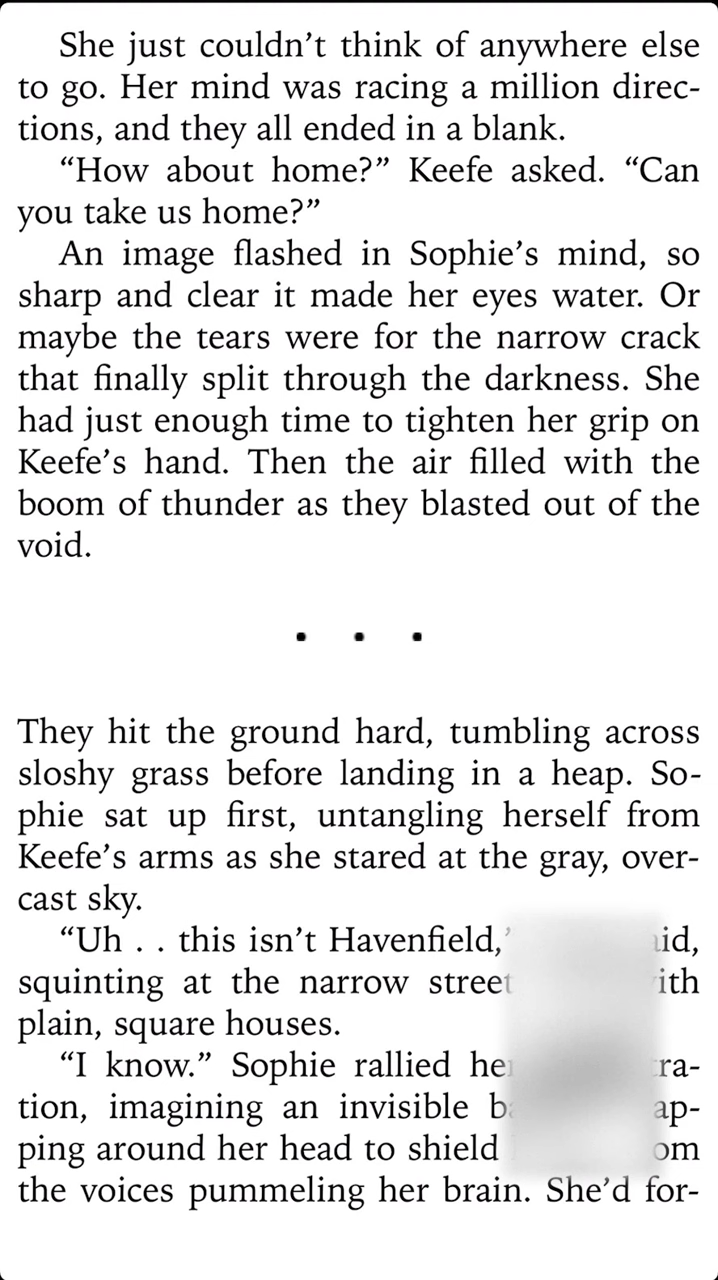 She just couldn’t think of anywhere else
to go. Her mind was racing a million direc-
tions, and they all ended in a blank.
“How about home?” Keefe asked. “Can
you take us home?”
An image flashed in Sophie’s mind, so
sharp and clear it made her eyes water. Or
maybe the tears were for the narrow crack
that finally split through the darkness. She
had just enough time to tighten her grip on
Keefe’s hand. Then the air filled with the
boom of thunder as they blasted out of the
void.
• • •
They hit the ground hard, tumbling across
sloshy grass before landing in a heap. So-
phie sat up first, untangling herself from
Keefe’s arms as she stared at the gray, over-
cast sky.
“Uh . . this isn’t Havenfield,’
squinting at the narrow street
plain, square houses.
“I know.” Sophie rallied
tion, imagining an invisible
ping around her head to shield
the voices pummeling her brain. She’d for-